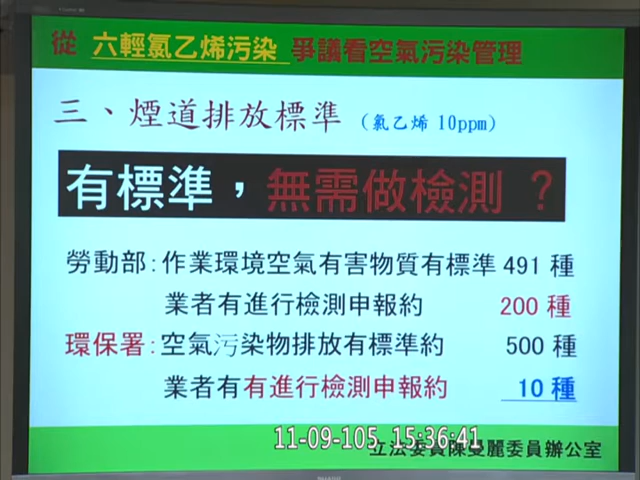 從 六輕氯乙烯污染 爭議看空氣污染管理
三、煙道排放標準 (氯乙烯 10ppm)
有標準，無需做檢測？
勞動部:作業環境空氣有害物質有標準 491 種
業者有進行檢測申報約 200 種
環保署:空氣污染物排放有標準約 500 種
業者有有進行檢測申報約 10 種
11-09-105 15:36:41
立法委員陳曼麗委員辦公室